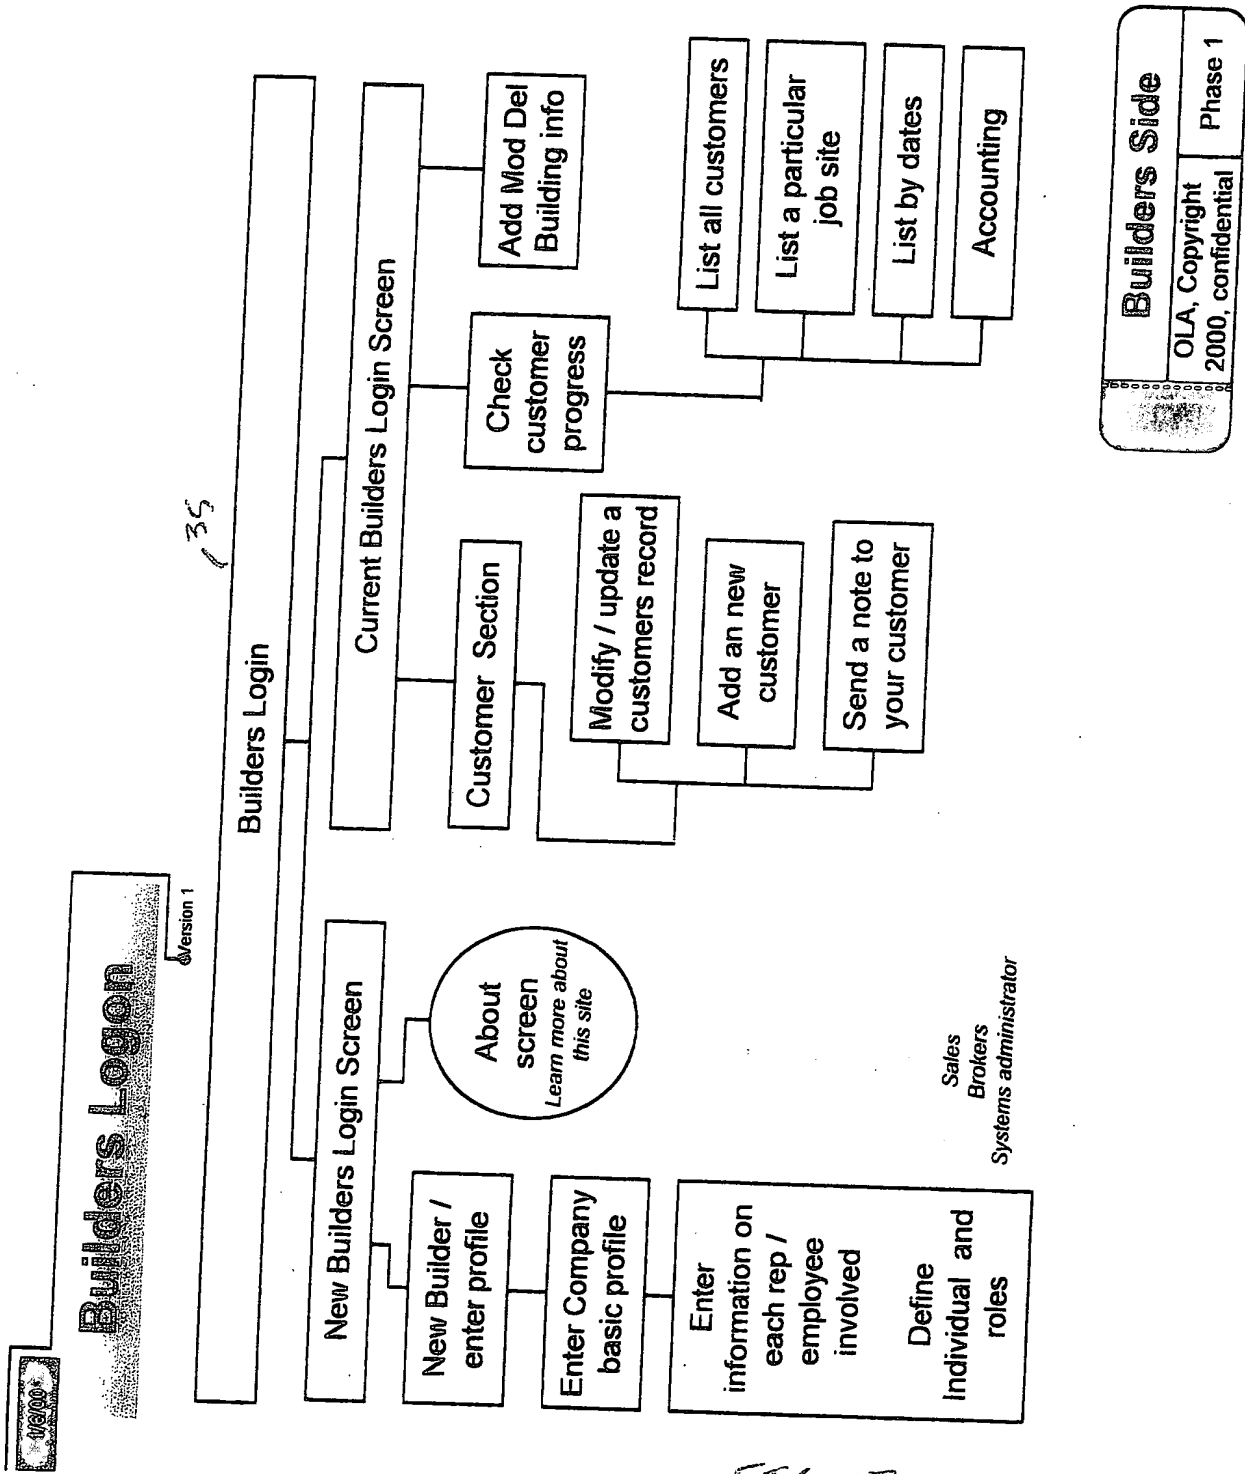 1/3/00
Builders Logon
Version 1
35
Builders Login
New Builders Login Screen
Current Builders Login Screen
New Builder /
enter profile
About
screen
Learn more about
this site
Customer Section
Check
customer
progress
Add Mod Del
Building info
Enter Company
basic profile
Modify / update a
customers record
Add an new
customer
Send a note to
your customer
List all customers
List a particular
job site
List by dates
Accounting
Enter
information on
each rep /
employee
involved
Define
Individual and
roles
Sales
Brokers
Systems administrator
Builders Side
OLA, Copyright
2000, confidential
Phase 1